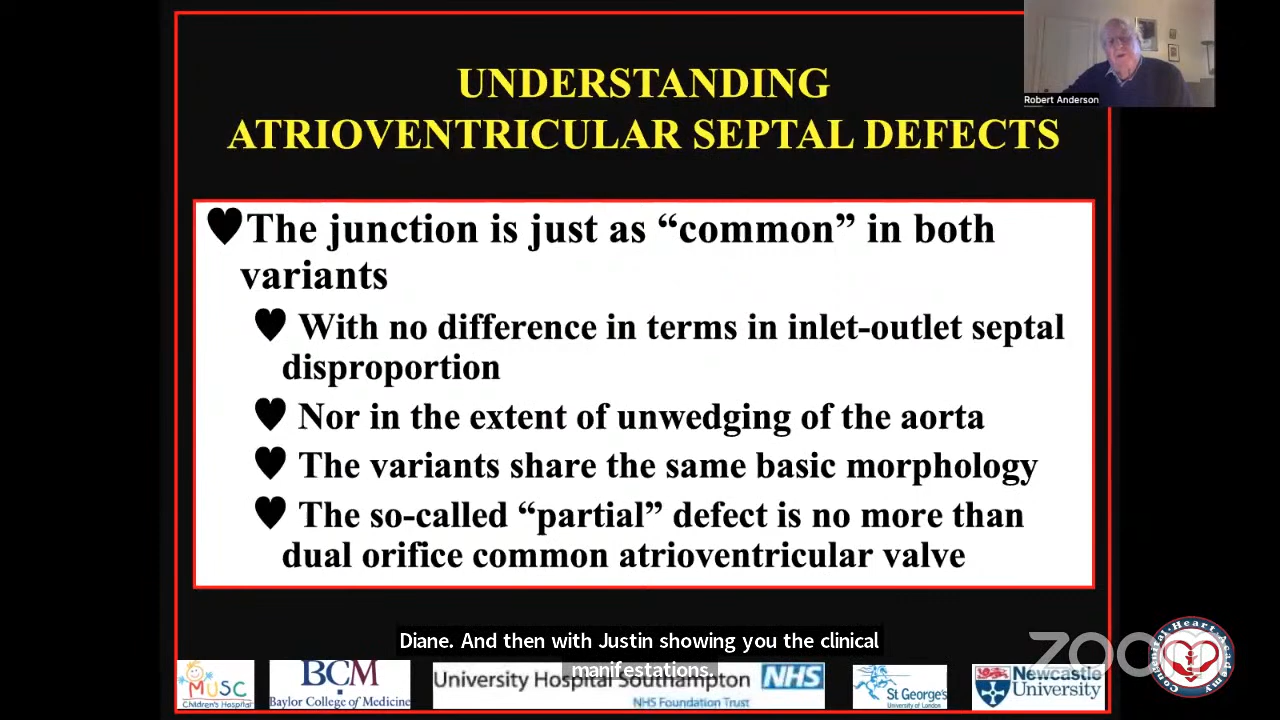 UNDERSTANDING
ATRIOVENTRICULAR SEPTAL DEFECTS
Robert Anderson
The junction is just as “common” in both
variants
With no difference in terms in inlet-outlet septal
disproportion
Nor in the extent of unwedging of the aorta
The variants share the same basic morphology
The so-called “partial” defect is no more than
dual orifice common atrioventricular valve
Diane. And then with Justin showing you the clinical
manifestations.
MUSC
Children's Hospital
BCM
Baylor College of Medicine
University Hospital Southampton
NHS
NHS Foundation Trust
St George's
University of London
Newcastle
University
zoom
Congenital Heart Academy